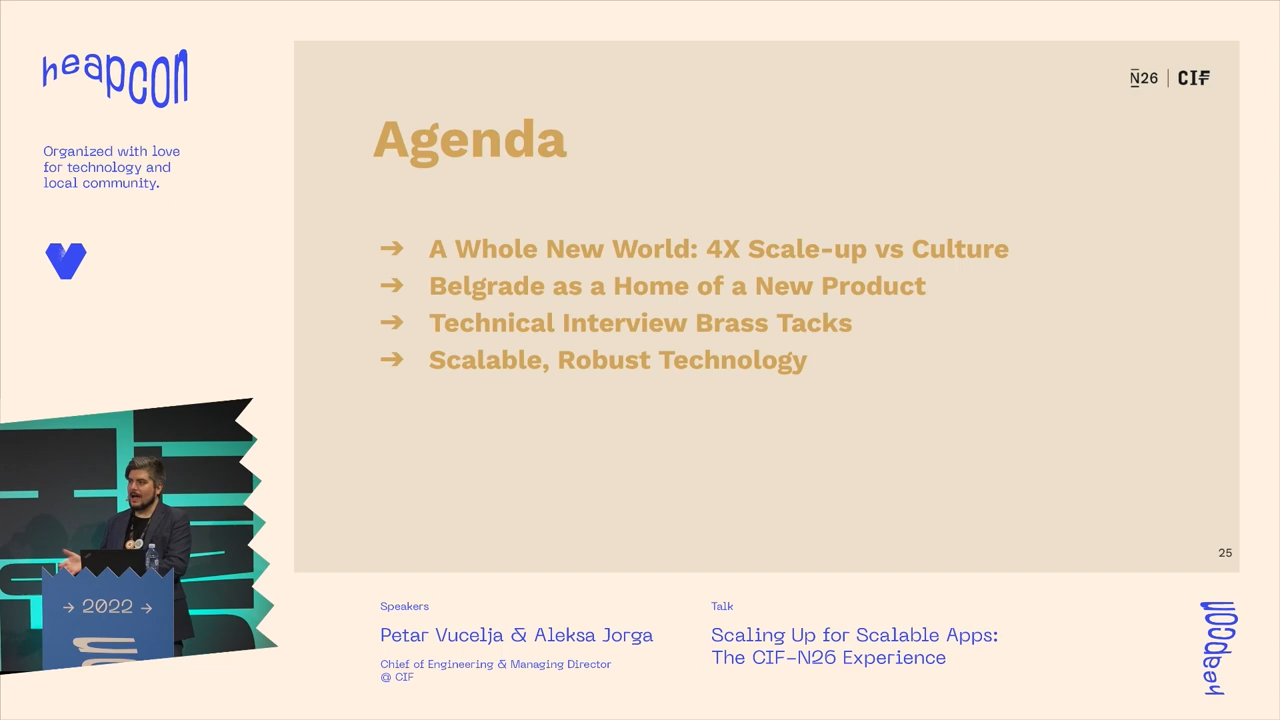 heapcon
Organized with love
for technology and
local community.
N26 | CIF
Agenda
➔ A Whole New World: 4X Scale-up vs Culture
➔ Belgrade as a Home of a New Product
➔ Technical Interview Brass Tacks
➔ Scalable, Robust Technology
25
→ 2022 →
Speakers
Petar Vucelja & Aleksa Jorga
Chief of Engineering & Managing Director
@ CIF
Talk
Scaling Up for Scalable Apps:
The CIF–N26 Experience
heapcon